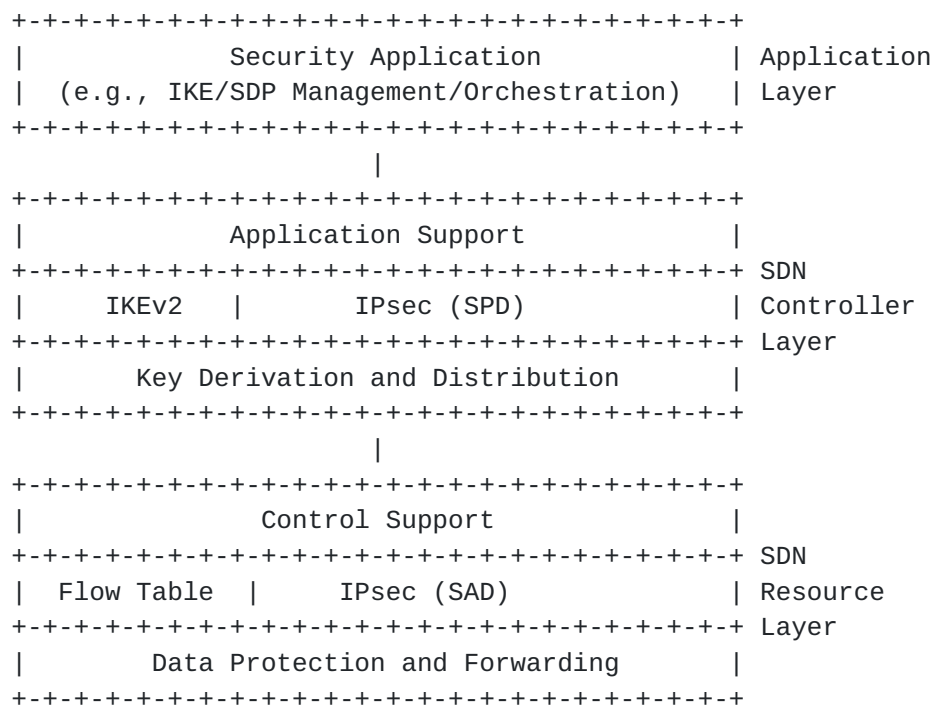 +-+-+-+-+-+-+-+-+-+-+-+-+-+-+-+-+-+-+-+-+-+-+-+
|             Security Application            | Application
|  (e.g., IKE/SDP Management/Orchestration)   | Layer
+-+-+-+-+-+-+-+-+-+-+-+-+-+-+-+-+-+-+-+-+-+-+-+
                       |
+-+-+-+-+-+-+-+-+-+-+-+-+-+-+-+-+-+-+-+-+-+-+-+
|             Application Support             |
+-+-+-+-+-+-+-+-+-+-+-+-+-+-+-+-+-+-+-+-+-+-+-+ SDN
|     IKEv2   |       IPsec (SPD)             | Controller
+-+-+-+-+-+-+-+-+-+-+-+-+-+-+-+-+-+-+-+-+-+-+-+ Layer
|       Key Derivation and Distribution       |
+-+-+-+-+-+-+-+-+-+-+-+-+-+-+-+-+-+-+-+-+-+-+-+
                       |
+-+-+-+-+-+-+-+-+-+-+-+-+-+-+-+-+-+-+-+-+-+-+-+
|               Control Support               |
+-+-+-+-+-+-+-+-+-+-+-+-+-+-+-+-+-+-+-+-+-+-+-+ SDN
|  Flow Table  |     IPsec (SAD)              | Resource
+-+-+-+-+-+-+-+-+-+-+-+-+-+-+-+-+-+-+-+-+-+-+-+ Layer
|        Data Protection and Forwarding       |
+-+-+-+-+-+-+-+-+-+-+-+-+-+-+-+-+-+-+-+-+-+-+-+